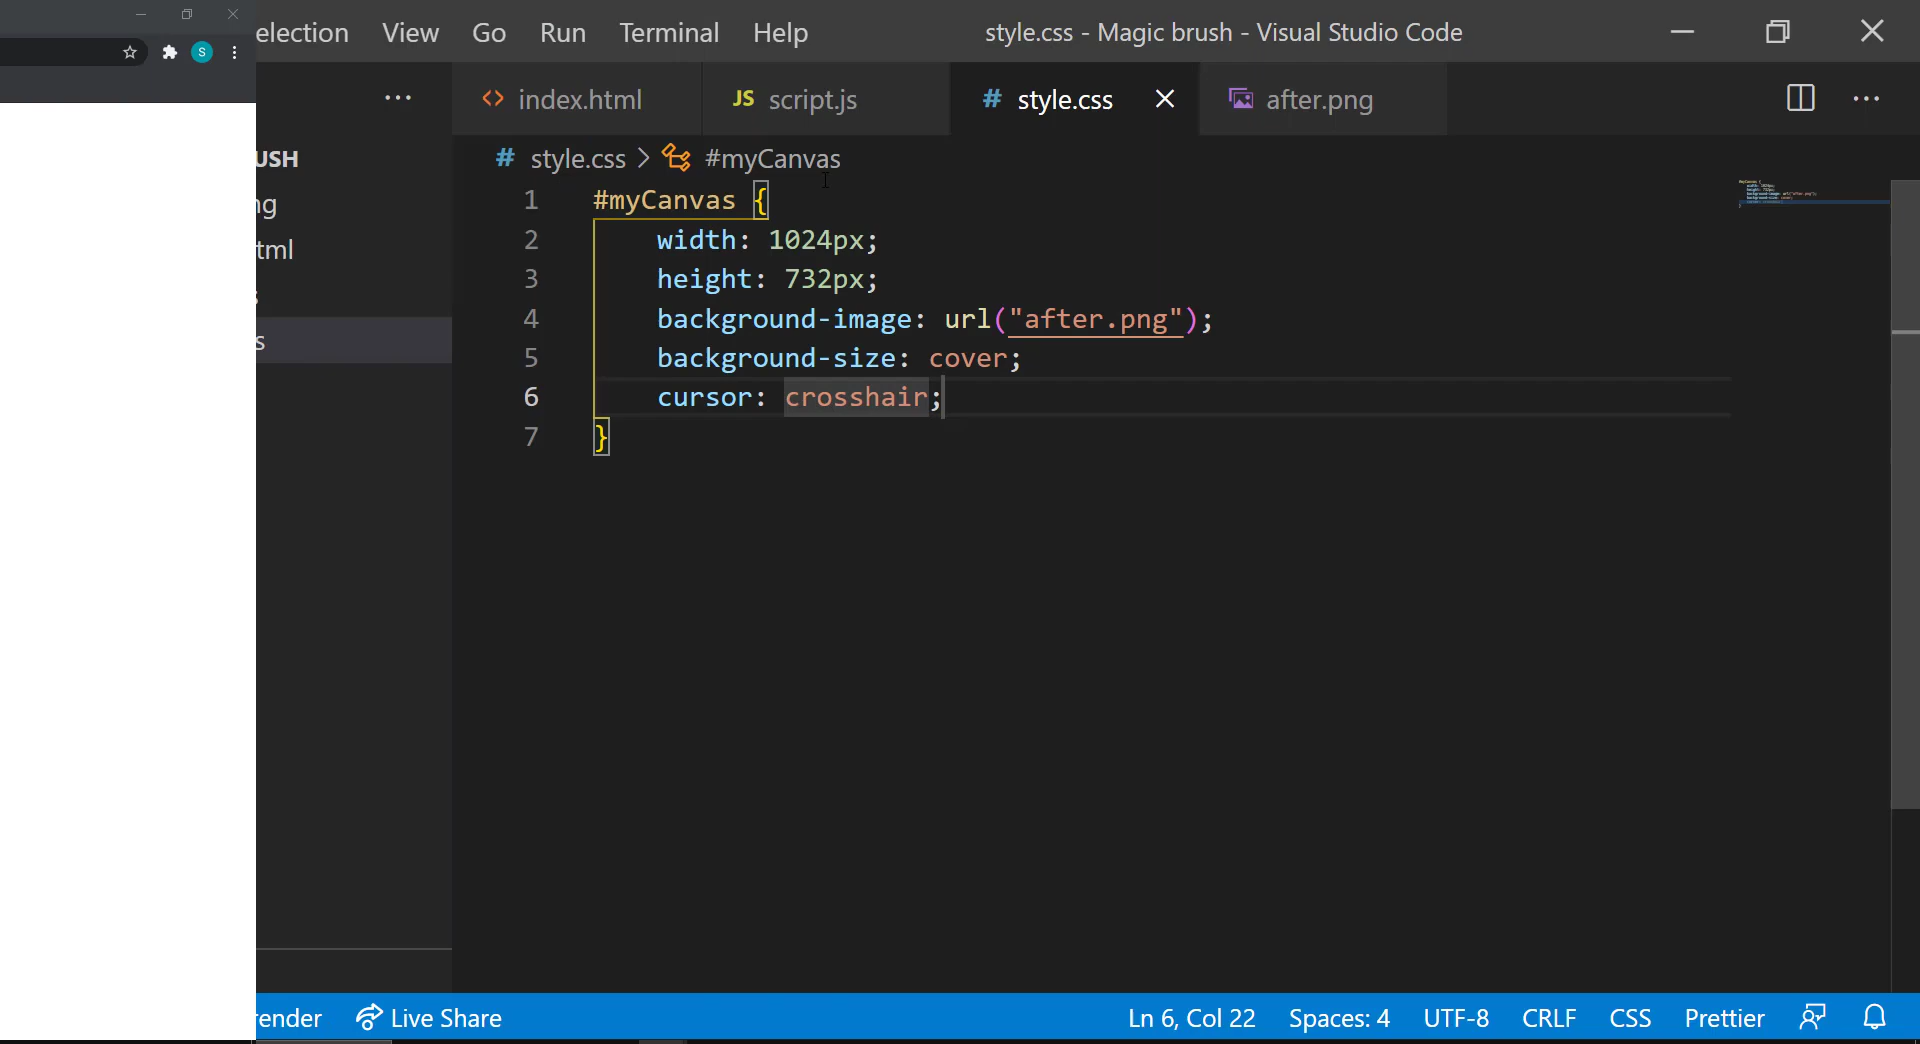 election View Go Run Terminal Help style.css - Magic brush - Visual Studio Code
S
<> index.html JS script.js # style.css after.png
# style.css > #myCanvas
USH
ng
tml
s
s
1 #myCanvas {
2 width: 1024px;
3 height: 732px;
4 background-image: url("after.png");
5 background-size: cover;
6 cursor: crosshair;
7 }
ender Live Share Ln 6, Col 22 Spaces: 4 UTF-8 CRLF CSS Prettier